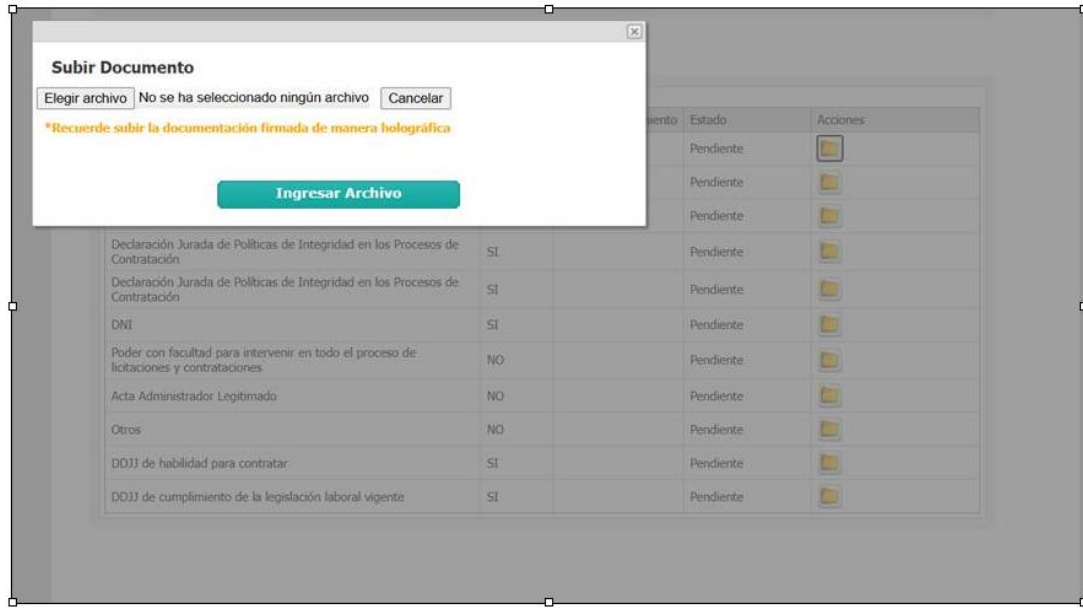 Subir Documento
Elegir archivo No se ha seleccionado ningún archivo Cancelar
*Recuerde subir la documentación firmada de manera holográfica
Ingresar Archivo
Estado Acciones
Pendiente
Pendiente
Pendiente
Declaración Jurada de Políticas de Integridad en los Procesos de
Contratación SI Pendiente
Declaración Jurada de Políticas de Integridad en los Procesos de
Contratación SI Pendiente
DNI SI Pendiente
Poder con facultad para intervenir en todo el proceso de
licitaciones y contrataciones NO Pendiente
Acta Administrador Legitimado NO Pendiente
Otros NO Pendiente
DDJJ de habilidad para contratar SI Pendiente
DDJJ de cumplimiento de la legislación laboral vigente SI Pendiente